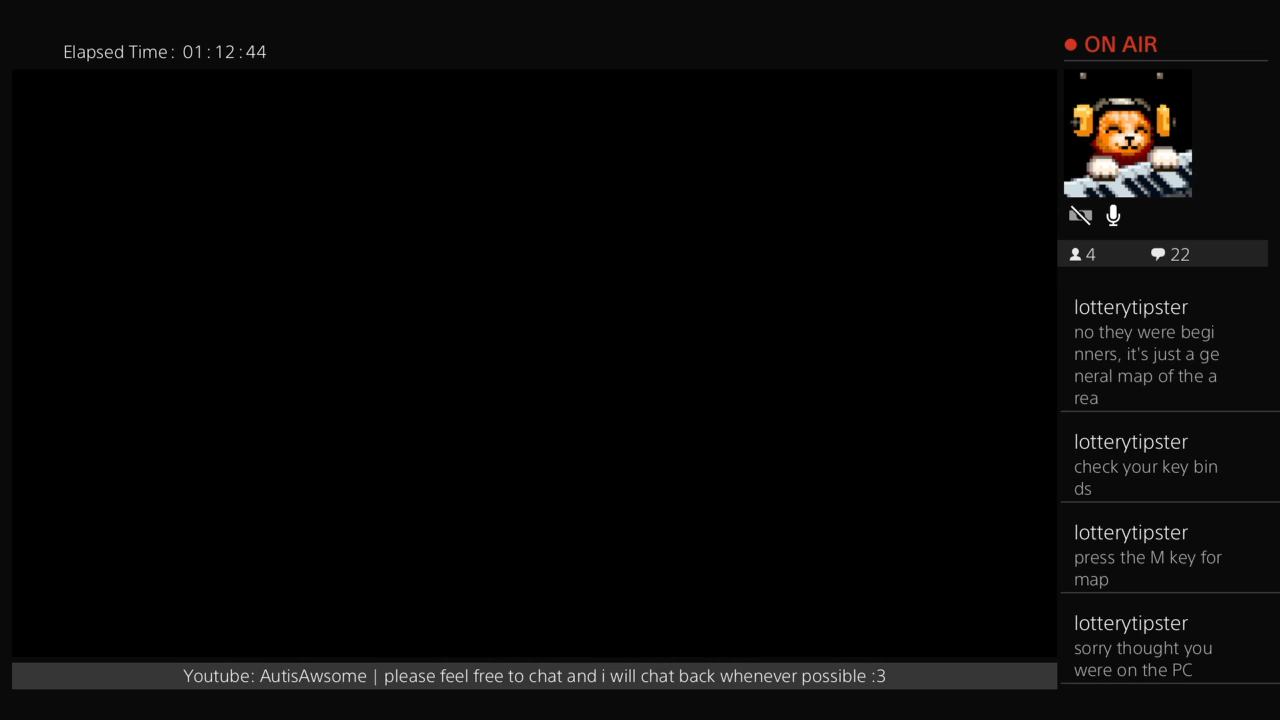 Elapsed Time: 01:12:44
ON AIR
4 22
lotterytipster
no they were begi
nners, it's just a ge
neral map of the a
rea
lotterytipster
check your key bin
ds
lotterytipster
press the M key for
map
lotterytipster
sorry thought you
were on the PC
Youtube: AutisAwsome | please feel free to chat and i will chat back whenever possible :3